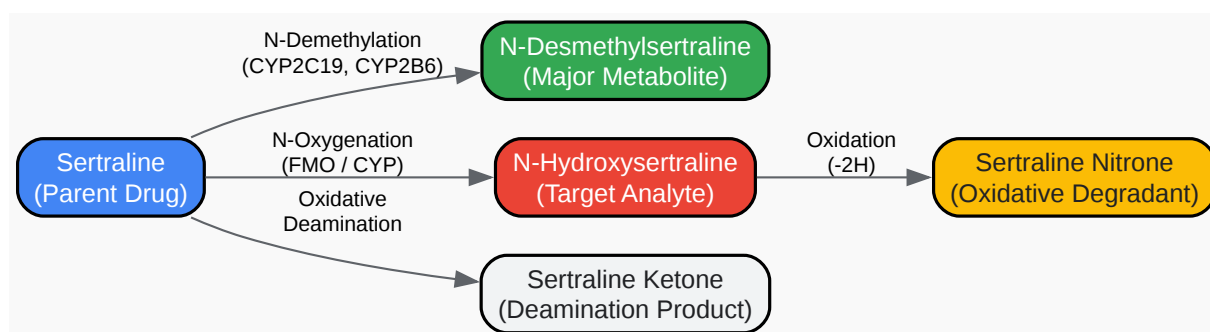 N-Demethylation
(CYP2C19, CYP2B6)
N-Desmethylsertraline
(Major Metabolite)
Sertraline
(Parent Drug)
N-Oxygenation
(FMO / CYP)
N-Hydroxysertraline
(Target Analyte)
Oxidation
(-2H)
Sertraline Nitrone
(Oxidative Degradant)
Oxidative
Deamination
Sertraline Ketone
(Deamination Product)